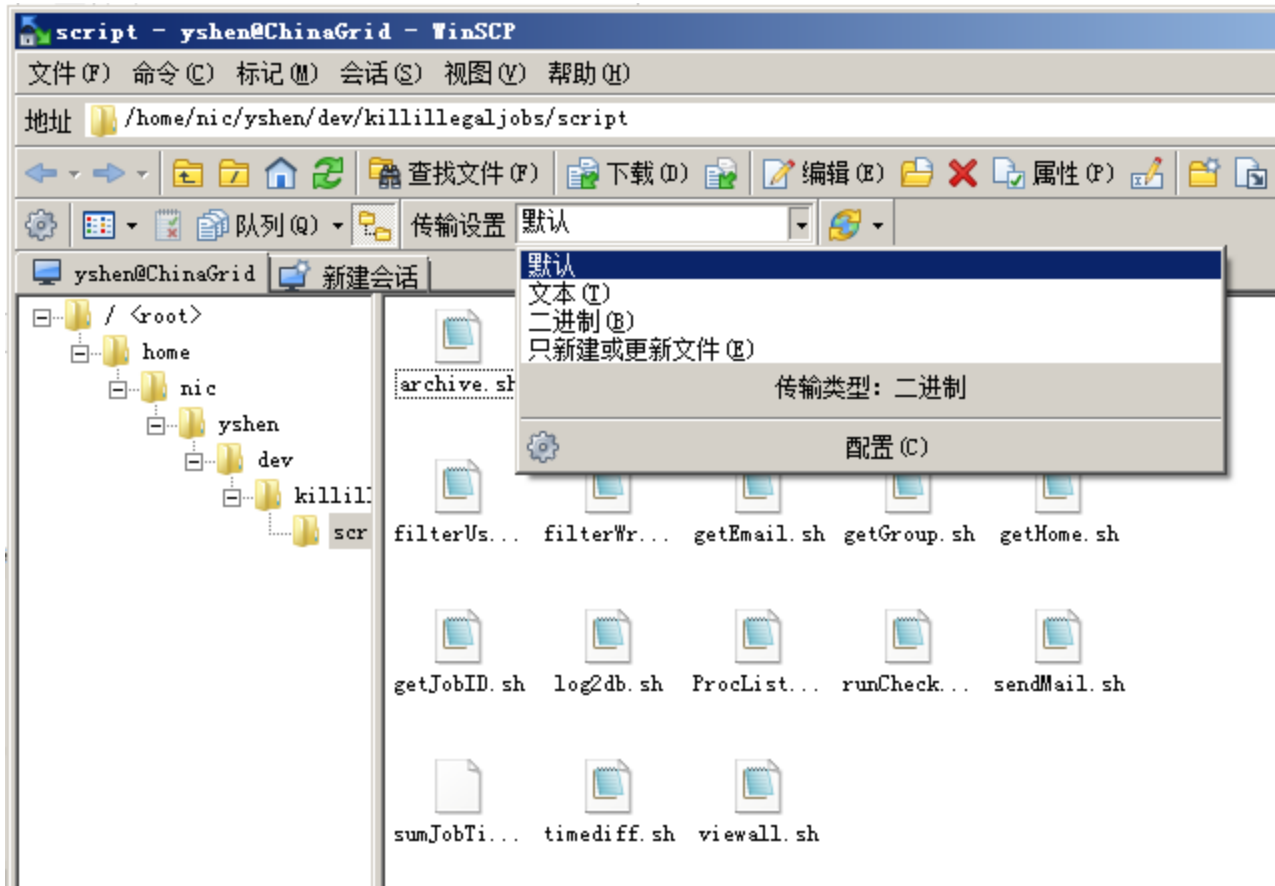 script - yshen@ChinaGrid - WinSCP
文件(F) 命令(C) 标记(M) 会话(S) 视图(V) 帮助(H)
地址 /home/nic/yshen/dev/killillegaljobs/script
查找文件(F) 下载(D) 编辑(E) 属性(P)
队列(Q) 传输设置 默认
yshen@ChinaGrid 新建会话
默认
文本(T)
二进制(B)
只新建或更新文件(E)
传输类型: 二进制
配置(C)
/ <root>
home
nic
yshen
dev
killill
scr
archive.sh
filterUs... filterWr... getEmail.sh getGroup.sh getHome.sh
getJobID.sh log2db.sh ProcList... runCheck... sendMail.sh
sumJobTi... timediff.sh viewall.sh